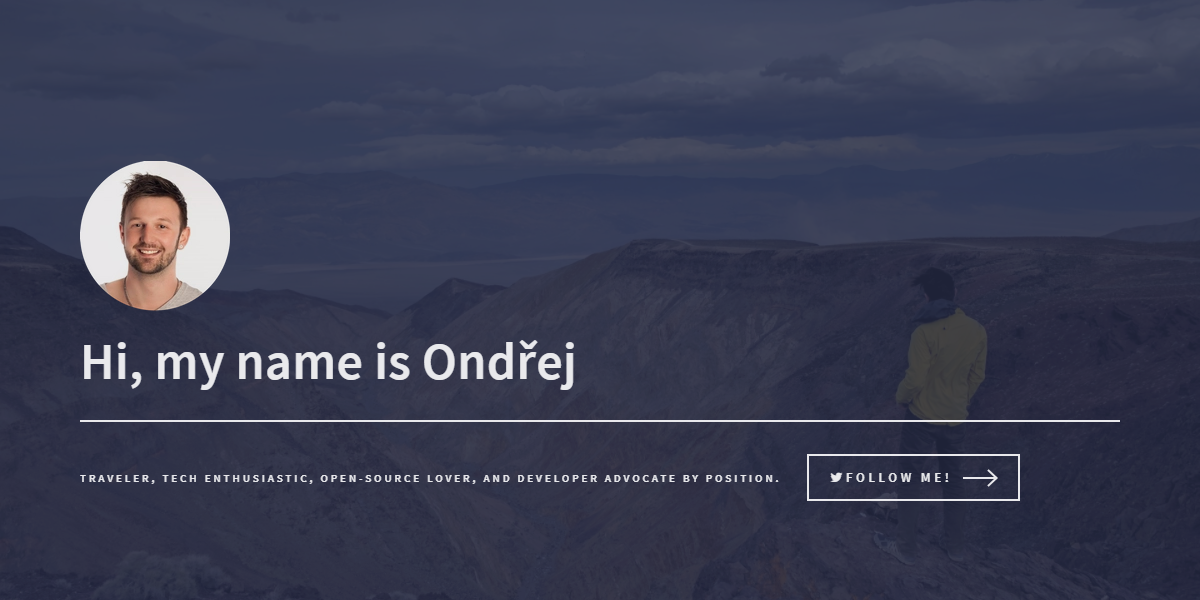 Hi, my name is Ondřej
TRAVELER, TECH ENTHUSIASTIC, OPEN-SOURCE LOVER, AND DEVELOPER ADVOCATE BY POSITION.
FOLLOW ME!